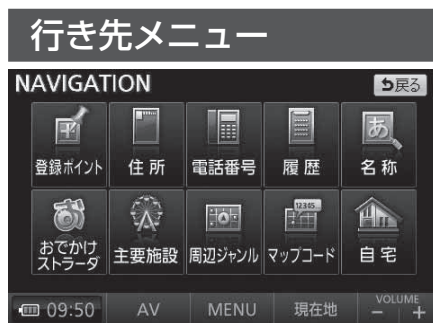 行き先メニュー
NAVIGATION
戻る
登録ポイント 住所 電話番号 履歴 名称
あ
12345
おでかけ
ストラーダ
主要施設 周辺ジャンル マップコード 自宅
09:50 AV MENU 現在地 VOLUME
− +